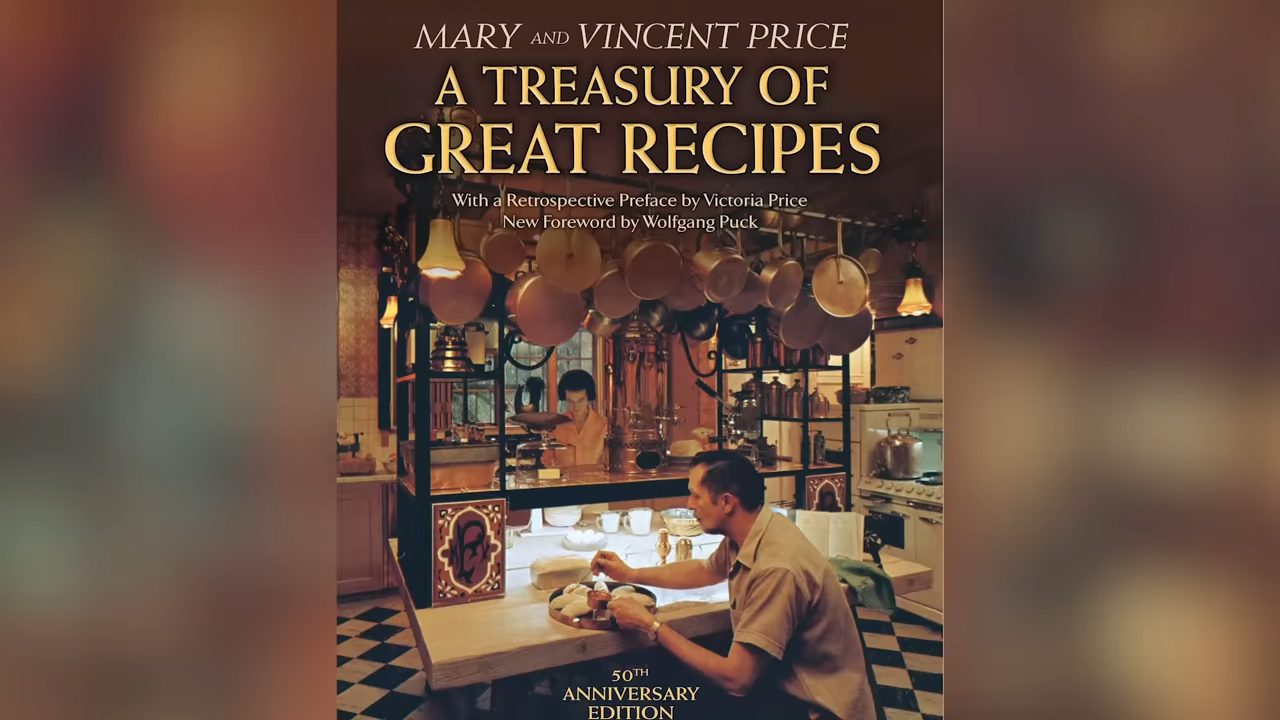 MARY AND VINCENT PRICE
A TREASURY OF
GREAT RECIPES
With a Retrospective Preface by Victoria Price
New Foreword by Wolfgang Puck
50TH
ANNIVERSARY
EDITION